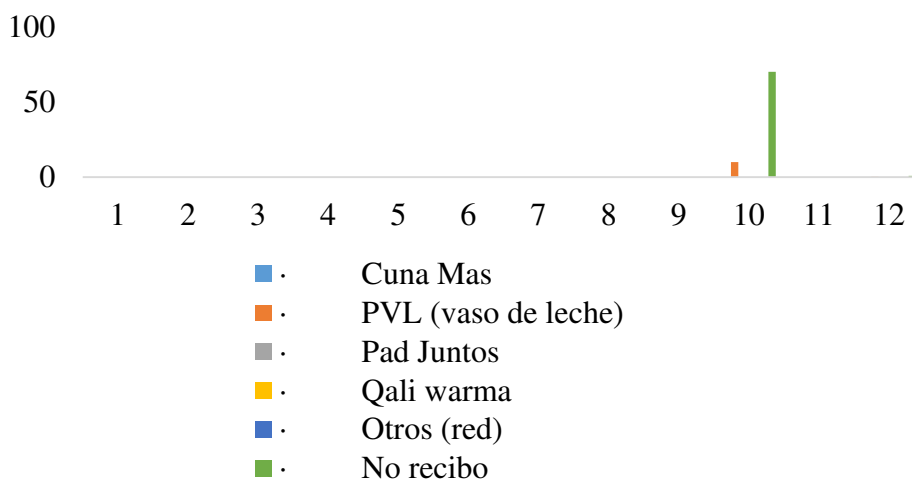 100
50
0
1 2 3 4 5 6 7 8 9 10 11 12
· Cuna Mas
· PVL (vaso de leche)
· Pad Juntos
· Qali warma
· Otros (red)
· No recibo